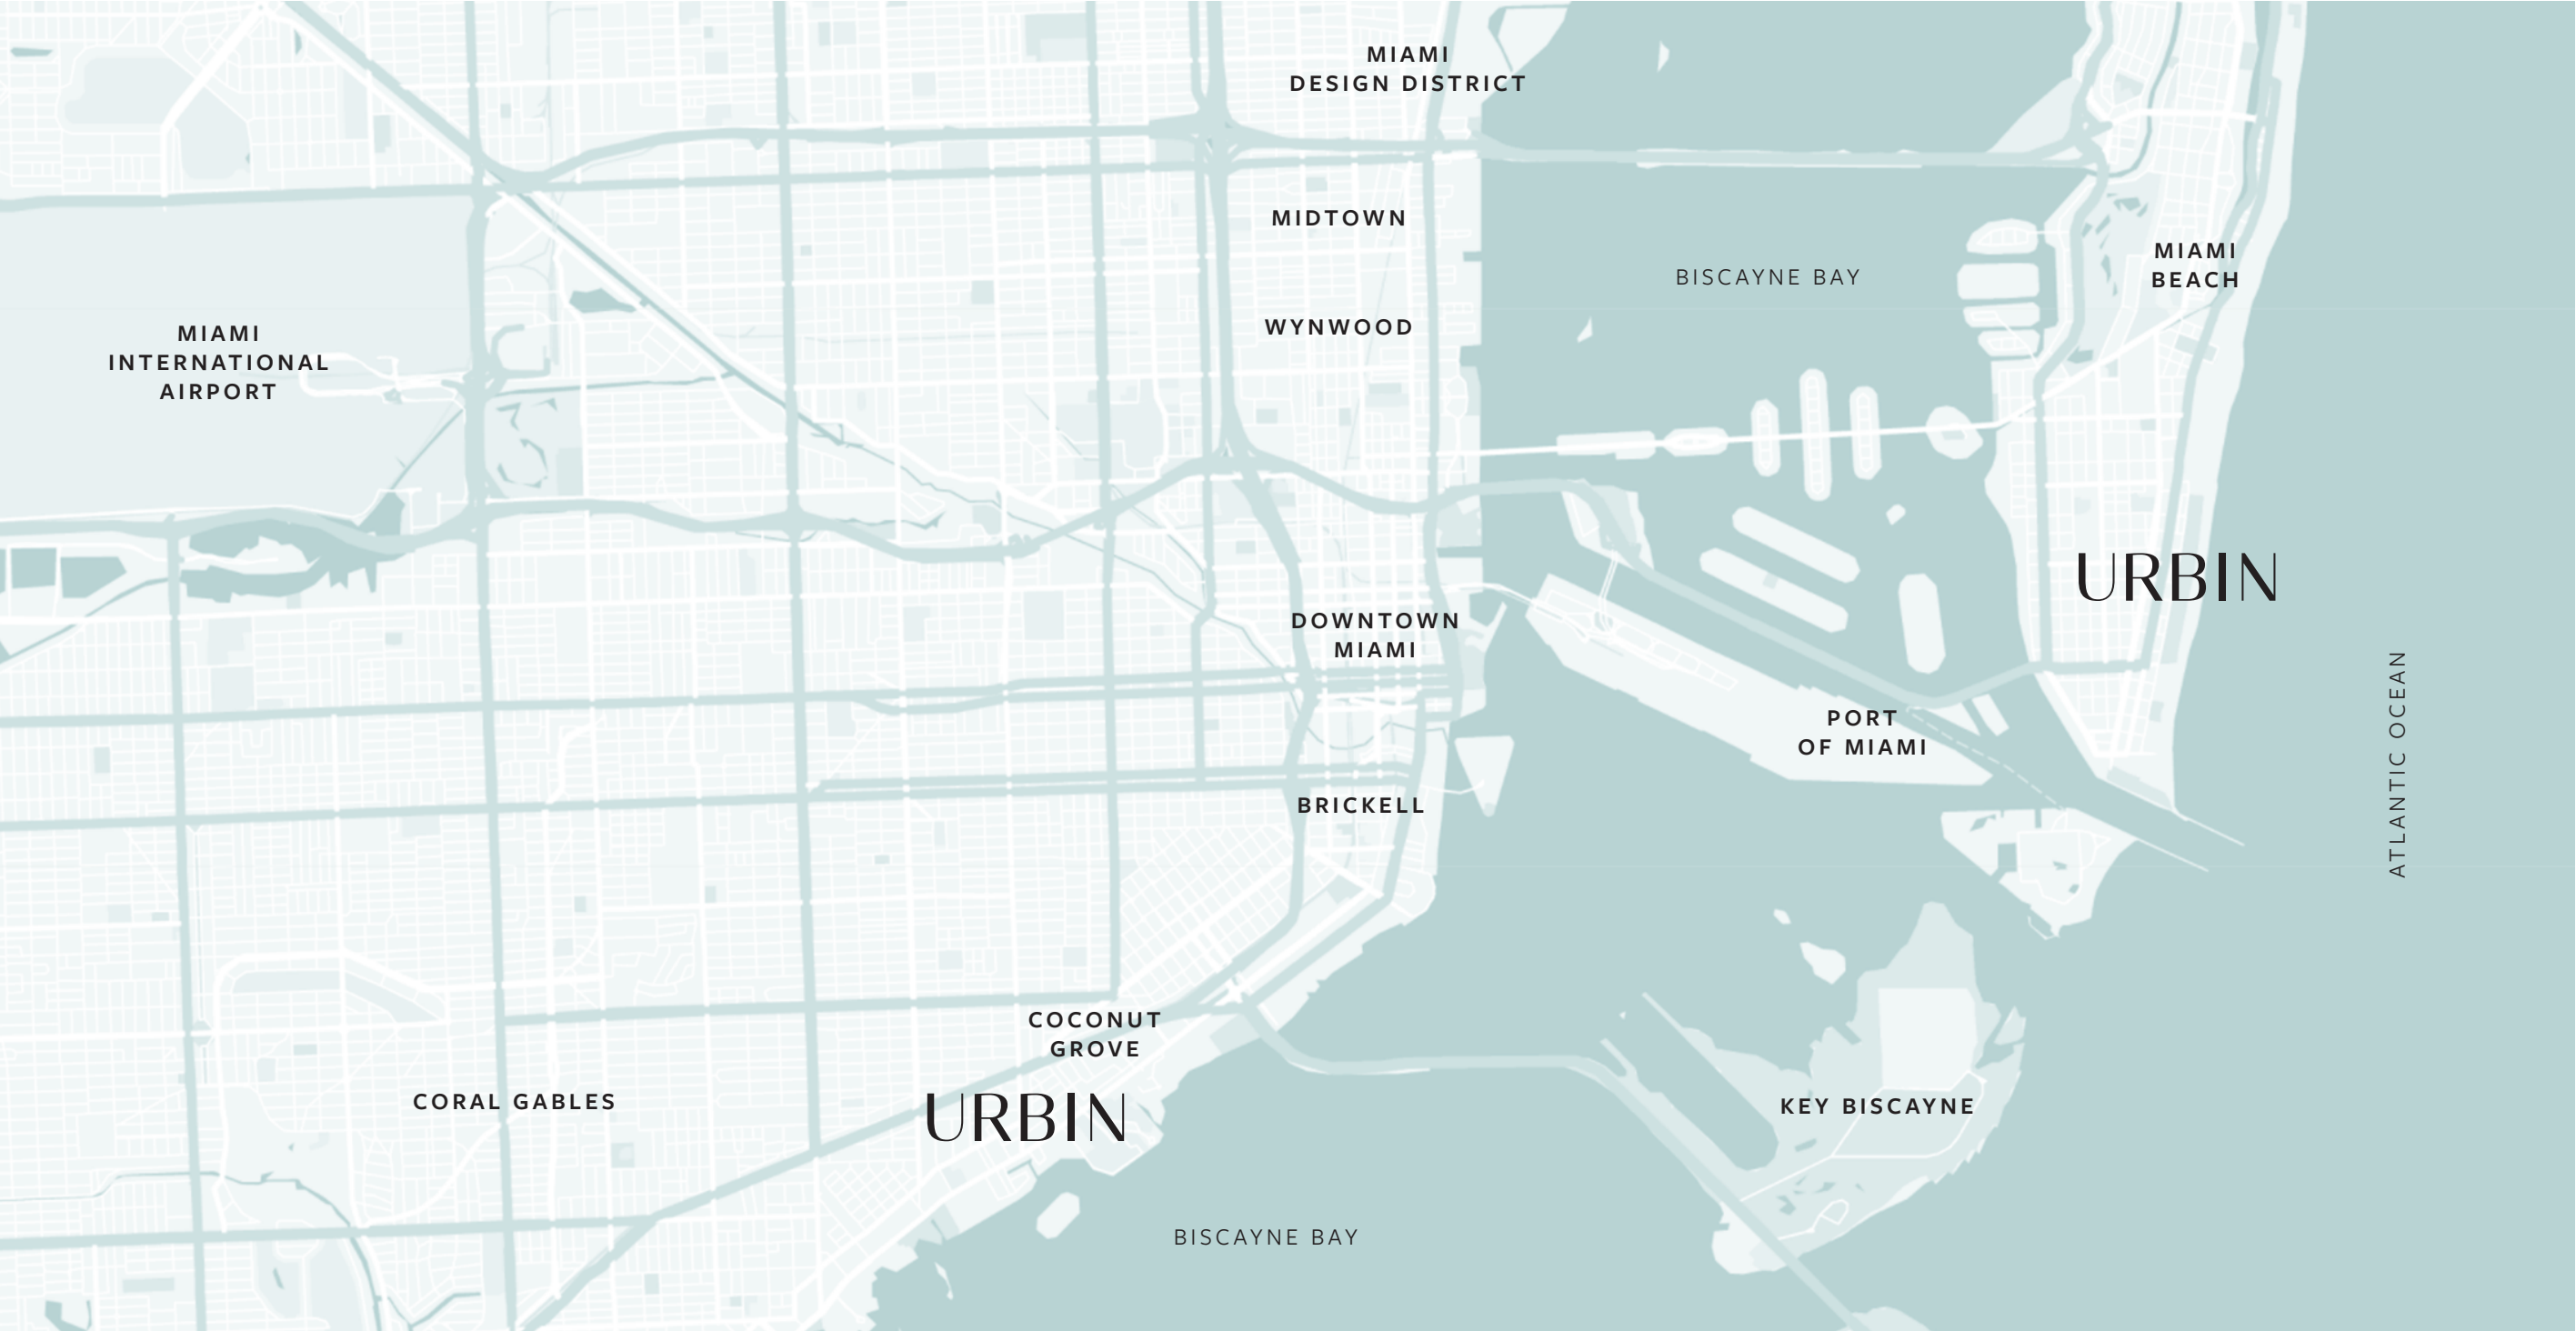 MIAMI
DESIGN DISTRICT
MIDTOWN
BISCAYNE BAY
MIAMI
BEACH
WYNWOOD
MIAMI
INTERNATIONAL
AIRPORT
URBIN
DOWNTOWN
MIAMI
ATLANTIC OCEAN
PORT
OF MIAMI
BRICKELL
COCONUT
GROVE
CORAL GABLES
URBIN
KEY BISCAYNE
BISCAYNE BAY